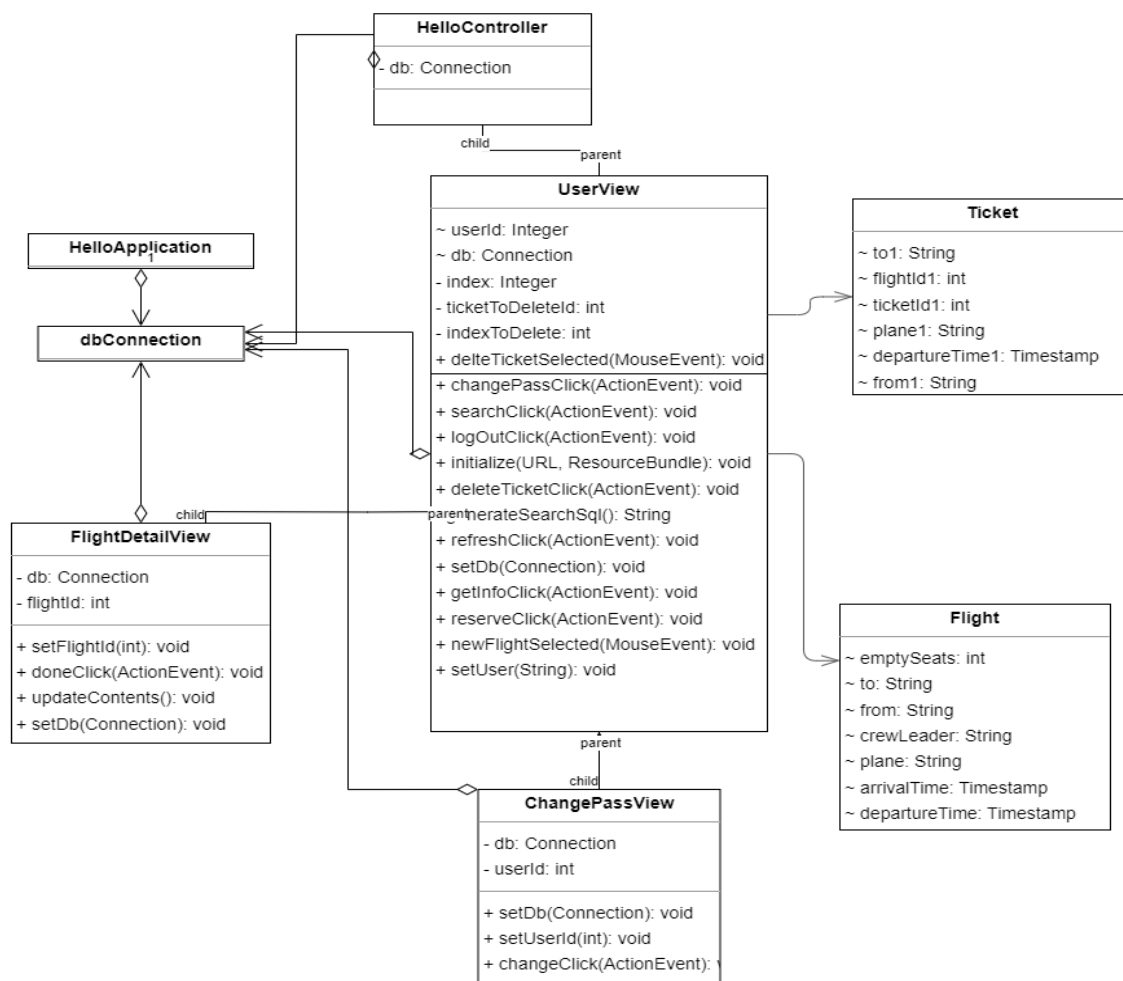 HelloController
- db: Connection
child
parent
UserView
~ userId: Integer
~ db: Connection
- index: Integer
- ticketToDeleteId: int
- indexToDelete: int
+ delteTicketSelected(MouseEvent): void
+ changePassClick(ActionEvent): void
+ searchClick(ActionEvent): void
+ logOutClick(ActionEvent): void
+ initialize(URL, ResourceBundle): void
+ deleteTicketClick(ActionEvent): void
parent
nerateSearchSql(): String
+ refreshClick(ActionEvent): void
+ setDb(Connection): void
+ getInfoClick(ActionEvent): void
+ reserveClick(ActionEvent): void
+ newFlightSelected(MouseEvent): void
+ setUser(String): void
Ticket
~ to1: String
~ flightId1: int
~ ticketId1: int
~ plane1: String
~ departureTime1: Timestamp
~ from1: String
HelloApplication
1
dbConnection
child
FlightDetailView
- db: Connection
- flightId: int
+ setFlightId(int): void
+ doneClick(ActionEvent): void
+ updateContents(): void
+ setDb(Connection): void
Flight
~ emptySeats: int
~ to: String
~ from: String
~ crewLeader: String
~ plane: String
~ arrivalTime: Timestamp
~ departureTime: Timestamp
parent
child
ChangePassView
- db: Connection
- userId: int
+ setDb(Connection): void
+ setUserId(int): void
+ changeClick(ActionEvent):